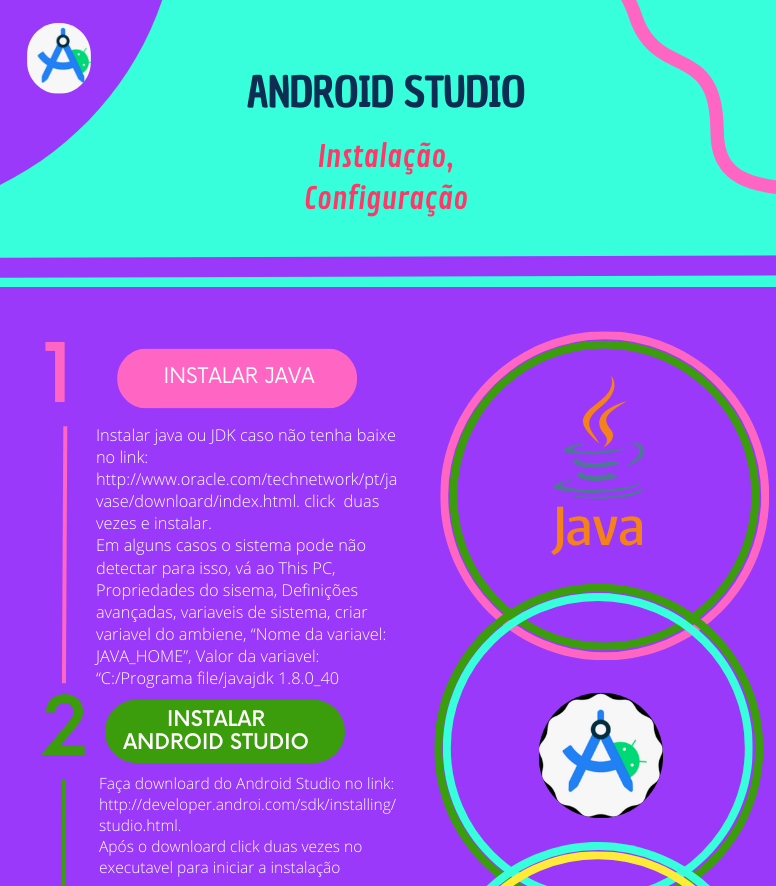 ANDROID STUDIO
Instalação,
Configuração
1
INSTALAR JAVA
Instalar java ou JDK caso não tenha baixe
no link:
http://www.oracle.com/technetwork/pt/ja
vase/downloard/index.html. click  duas
vezes e instalar.
Em alguns casos o sistema pode não
detectar para isso, vá ao This PC,
Propriedades do sisema, Definições
avançadas, variaveis de sistema, criar
variavel do ambiene, “Nome da variavel:
JAVA_HOME”, Valor da variavel:
“C:/Programa file/javajdk 1.8.0_40
Java
2
INSTALAR
ANDROID STUDIO
Faça downloard do Android Studio no link:
http://developer.androi.com/sdk/installing/
studio.html.
Após o downloard click duas vezes no
executavel para iniciar a instalação